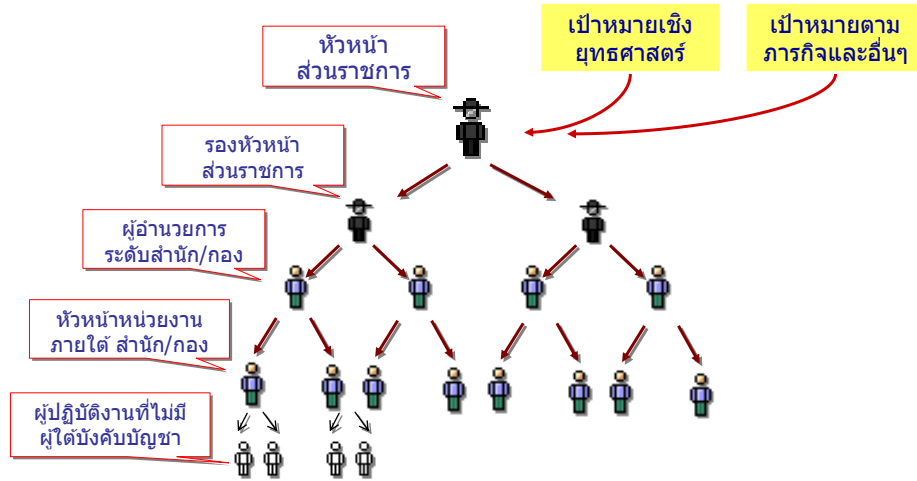 หัวหน้า
ส่วนราชการ
เป้าหมายเชิง
ยุทธศาสตร์
เป้าหมายตาม
ภารกิจและอื่นๆ
รองหัวหน้า
ส่วนราชการ
ผู้อำนวยการ
ระดับสำนัก/กอง
หัวหน้าหน่วยงาน
ภายใต้ สำนัก/กอง
ผู้ปฏิบัติงานที่ไม่มี
ผู้ใต้บังคับบัญชา